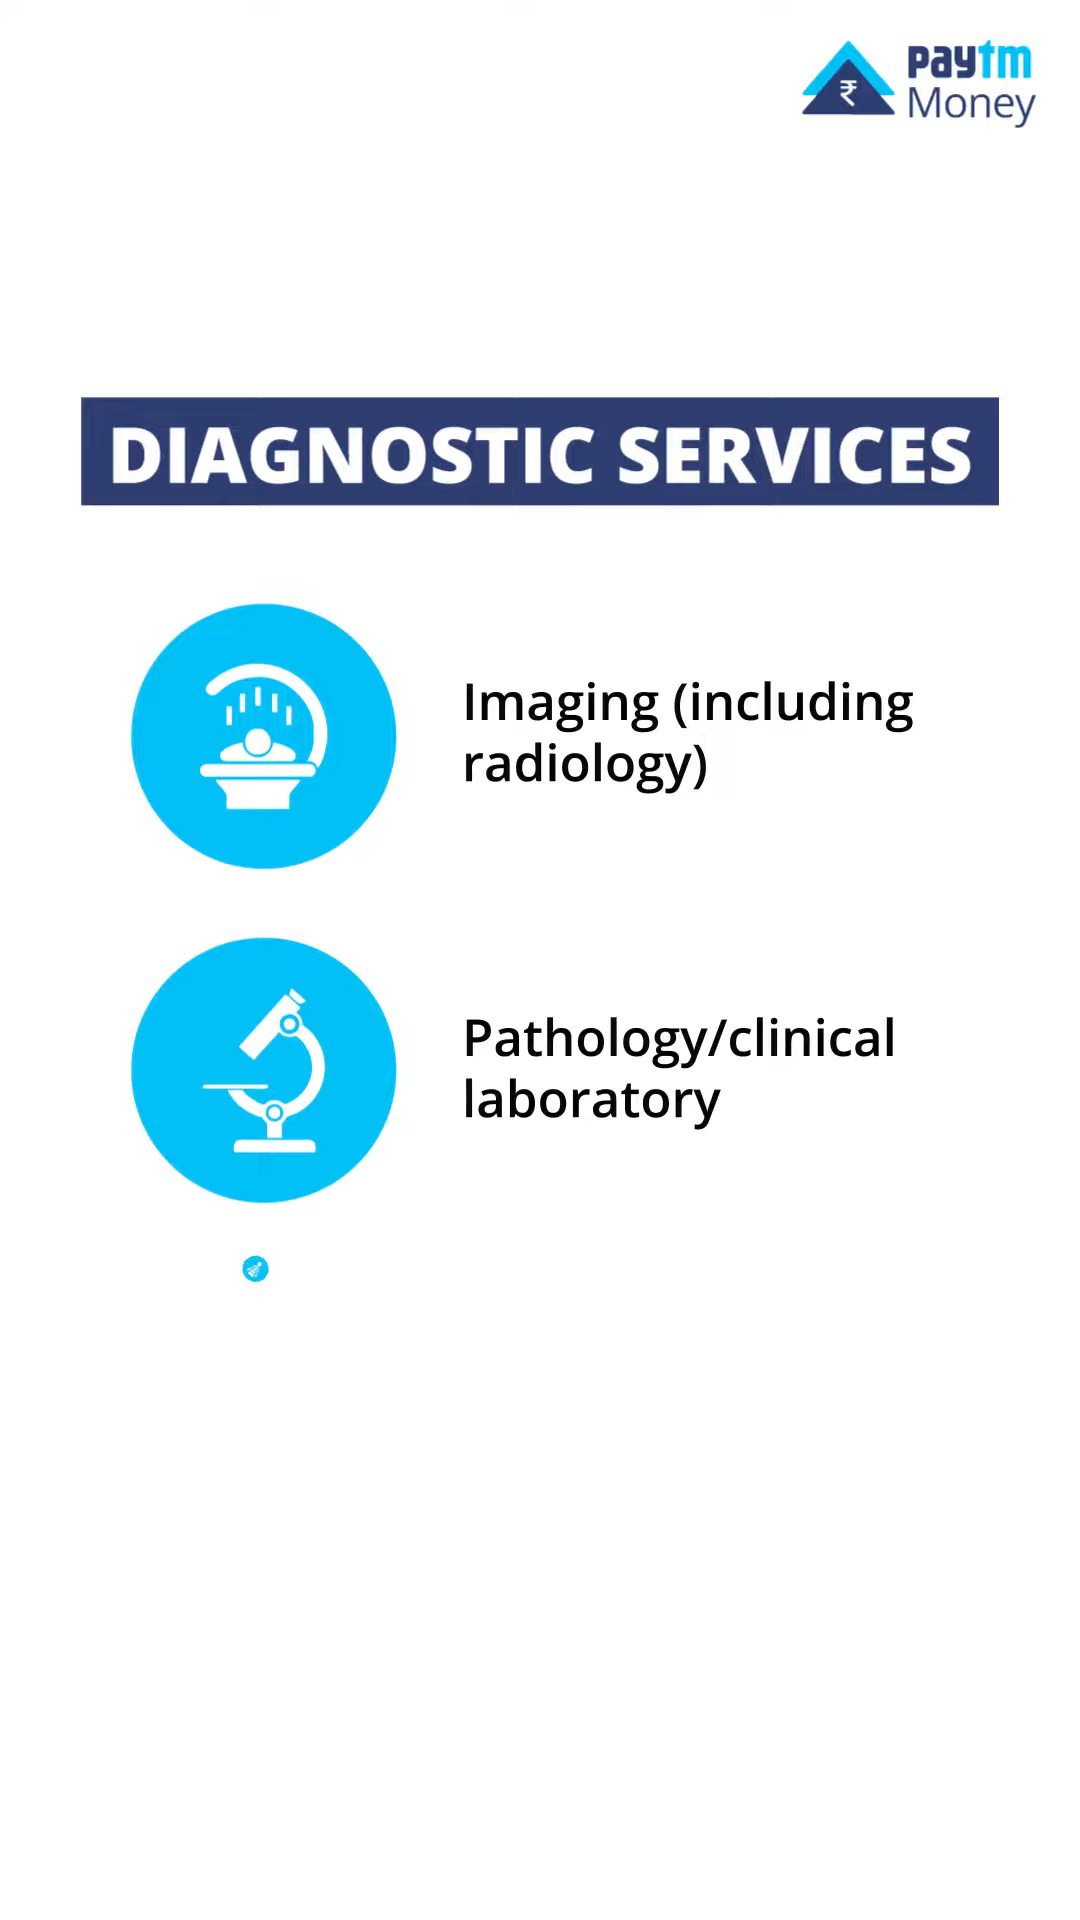 paytm
Money
₹
DIAGNOSTIC SERVICES
Imaging (including
radiology)
Pathology/clinical
laboratory